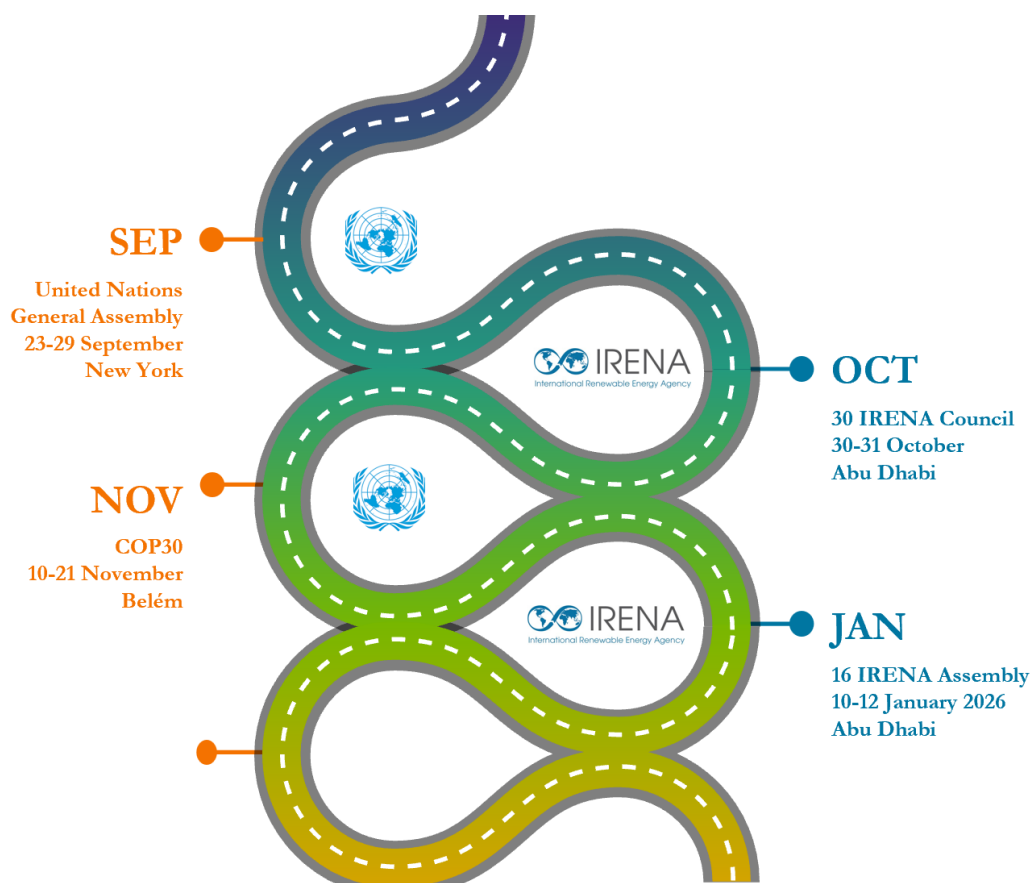 SEP
United Nations
General Assembly
23-29 September
New York
IRENA
International Renewable Energy Agency
OCT
30 IRENA Council
30-31 October
Abu Dhabi
NOV
COP30
10-21 November
Belém
IRENA
International Renewable Energy Agency
JAN
16 IRENA Assembly
10-12 January 2026
Abu Dhabi